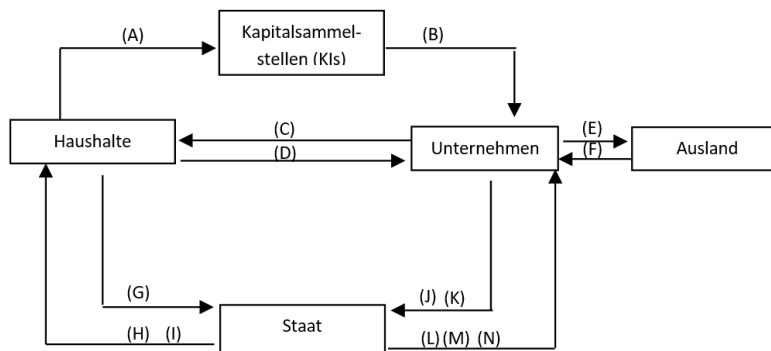 (A)
Kapitalsammel-
stellen (KIs)
(B)
Haushalte
(C)
(D)
Unternehmen
(E)
(F)
Ausland
(G)
(J) (K)
Staat
(H) (I)
(L) (M) (N)